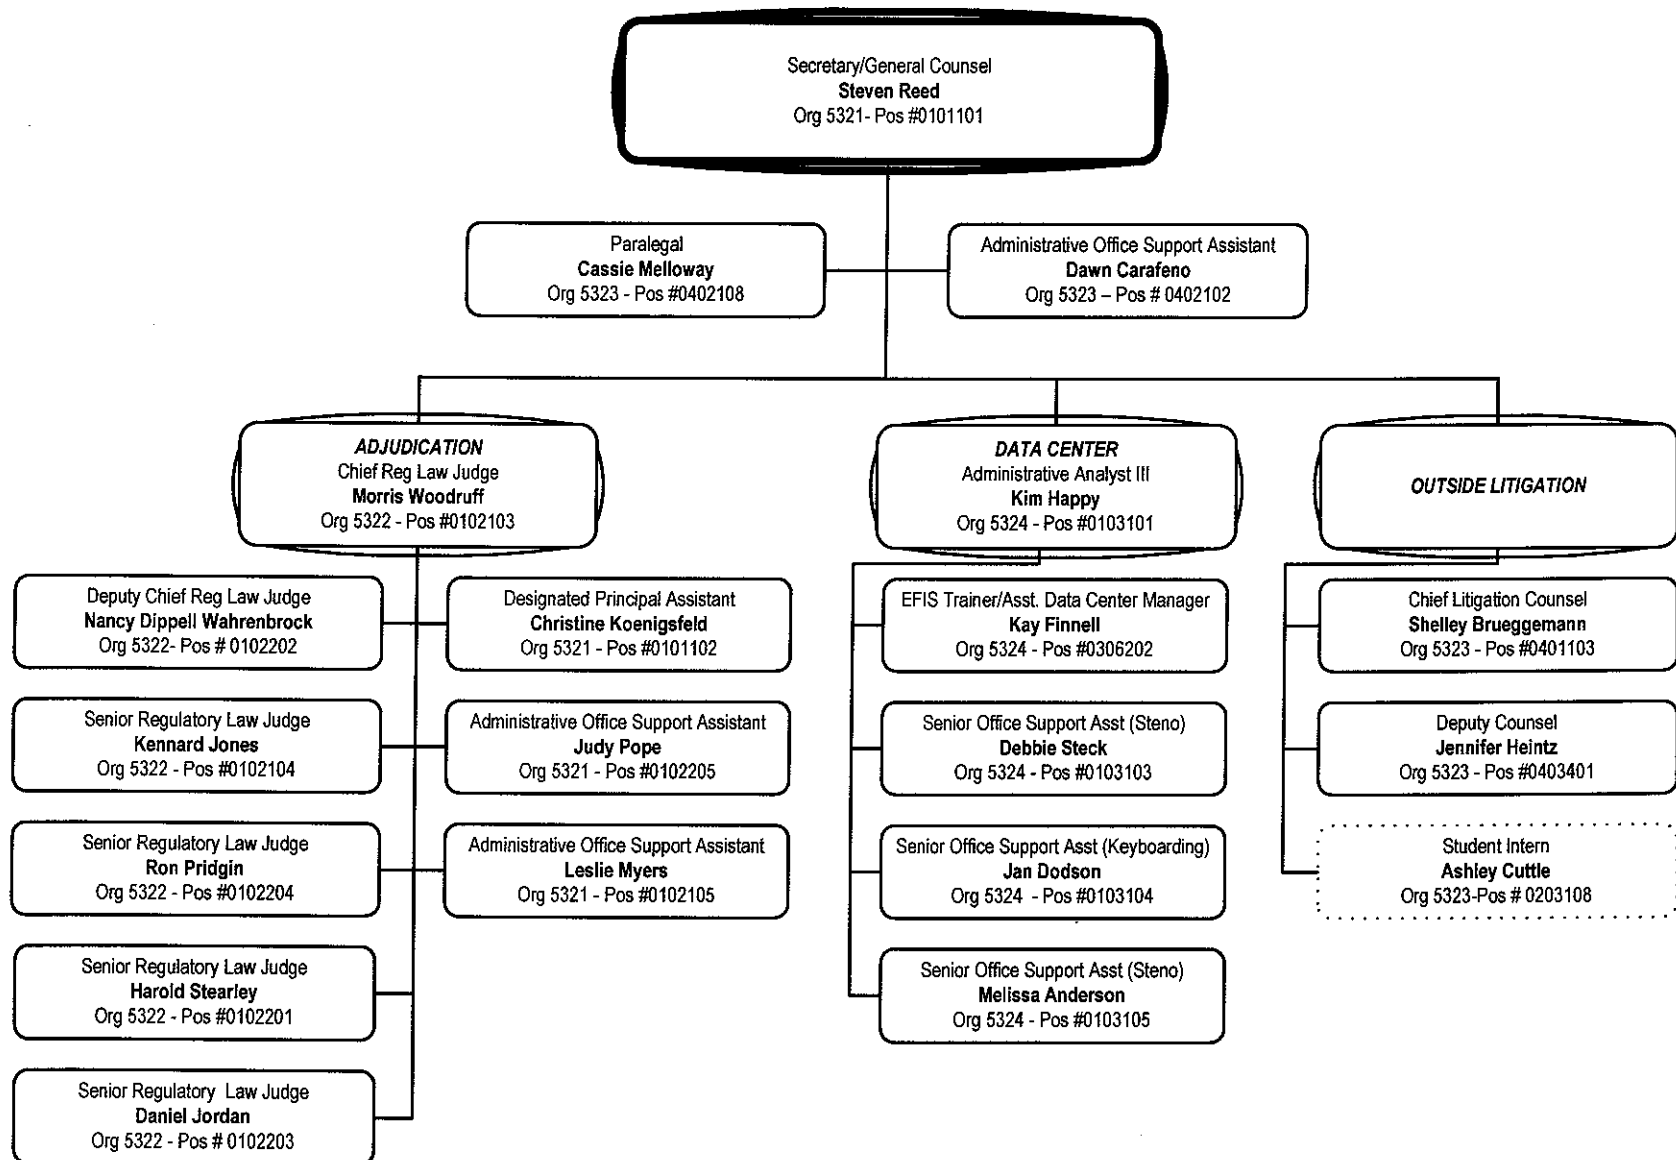 Secretary/General Counsel
Steven Reed
Org 5321- Pos #0101101
Paralegal
Cassie Melloway
Org 5323 - Pos #0402108
Administrative Office Support Assistant
Dawn Carafeno
Org 5323 – Pos # 0402102
ADJUDICATION
Chief Reg Law Judge
Morris Woodruff
Org 5322 - Pos #0102103
Deputy Chief Reg Law Judge
Nancy Dippell Wahrenbrock
Org 5322- Pos # 0102202
Senior Regulatory Law Judge
Kennard Jones
Org 5322 - Pos #0102104
Senior Regulatory Law Judge
Ron Pridgin
Org 5322 - Pos #0102204
Senior Regulatory Law Judge
Harold Stearley
Org 5322 - Pos #0102201
Senior Regulatory Law Judge
Daniel Jordan
Org 5322 - Pos # 0102203
Designated Principal Assistant
Christine Koenigsfeld
Org 5321 - Pos #0101102
Administrative Office Support Assistant
Judy Pope
Org 5321 - Pos #0102205
Administrative Office Support Assistant
Leslie Myers
Org 5321 - Pos #0102105
DATA CENTER
Administrative Analyst III
Kim Happy
Org 5324 - Pos #0103101
EFIS Trainer/Asst. Data Center Manager
Kay Finnell
Org 5324 - Pos #0306202
Senior Office Support Asst (Steno)
Debbie Steck
Org 5324 - Pos #0103103
Senior Office Support Asst (Keyboarding)
Jan Dodson
Org 5324 - Pos #0103104
Senior Office Support Asst (Steno)
Melissa Anderson
Org 5324 - Pos #0103105
OUTSIDE LITIGATION
Chief Litigation Counsel
Shelley Brueggemann
Org 5323 - Pos #0401103
Deputy Counsel
Jennifer Heintz
Org 5323 - Pos #0403401
Student Intern
Ashley Cuttle
Org 5323-Pos # 0203108